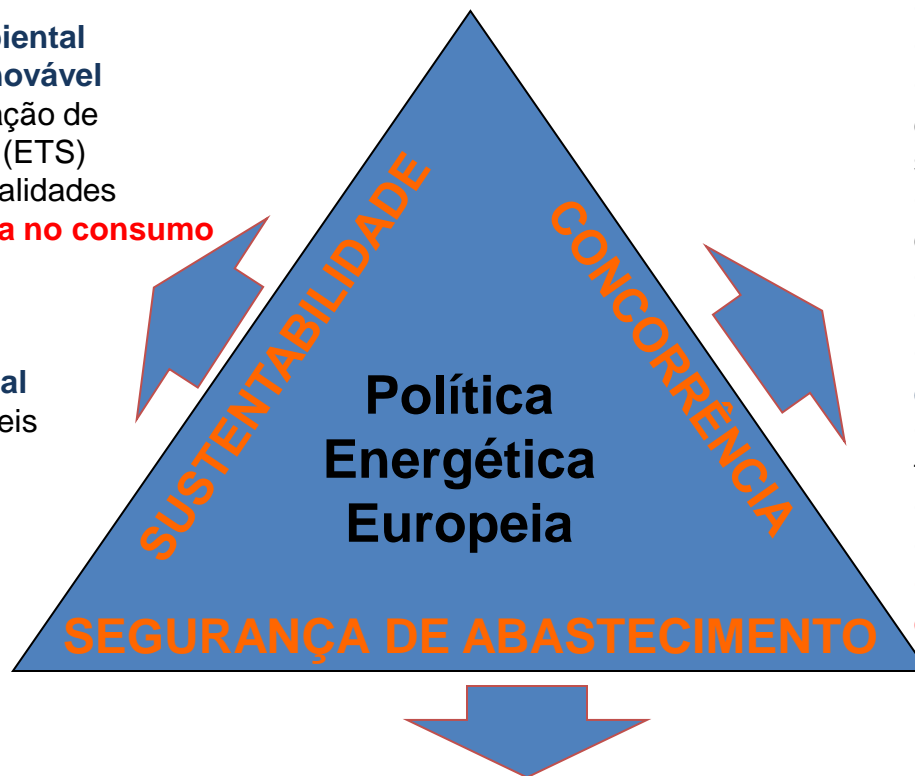 biental
novável
ação de
(ETS)
alidades
a no consumo
al
eis
SUSTENTABILIDADE
CONCORRÊNCIA
Política
Energética
Europeia
SEGURANÇA DE ABASTECIMENTO